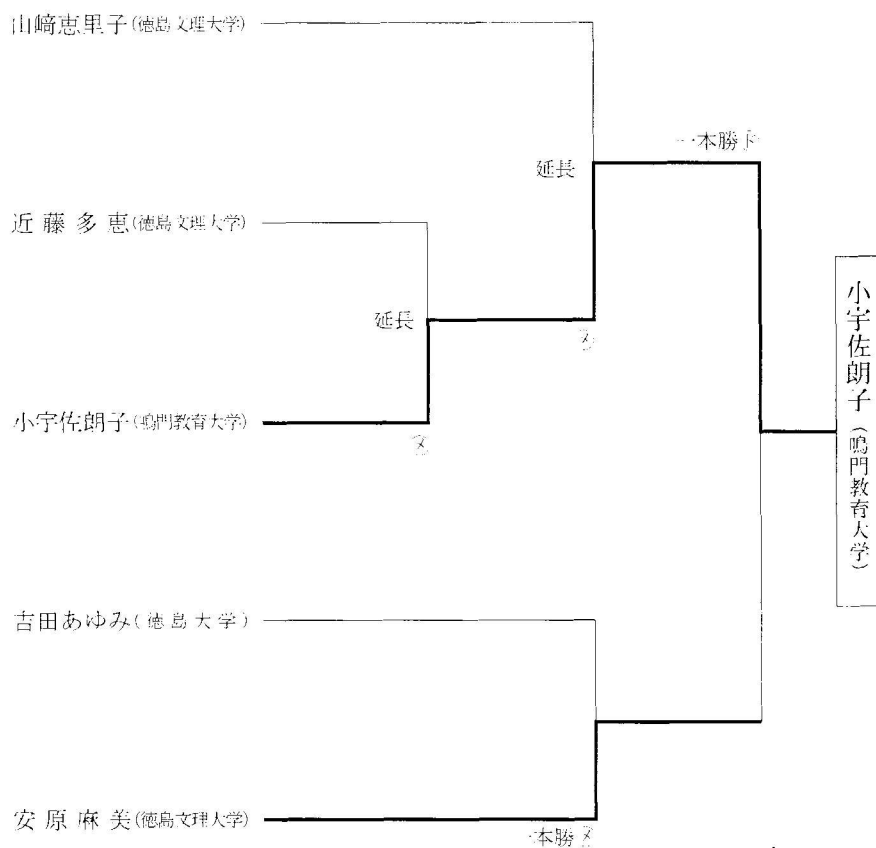 山﨑恵里子(徳島文理大学)
一本勝
延長
近藤多恵(徳島文理大学)
延長
小宇佐朗子(鳴門教育大学)
小宇佐朗子(鳴門教育大学)
吉田あゆみ(徳島大学)
安原麻美(徳島文理大学)
一本勝